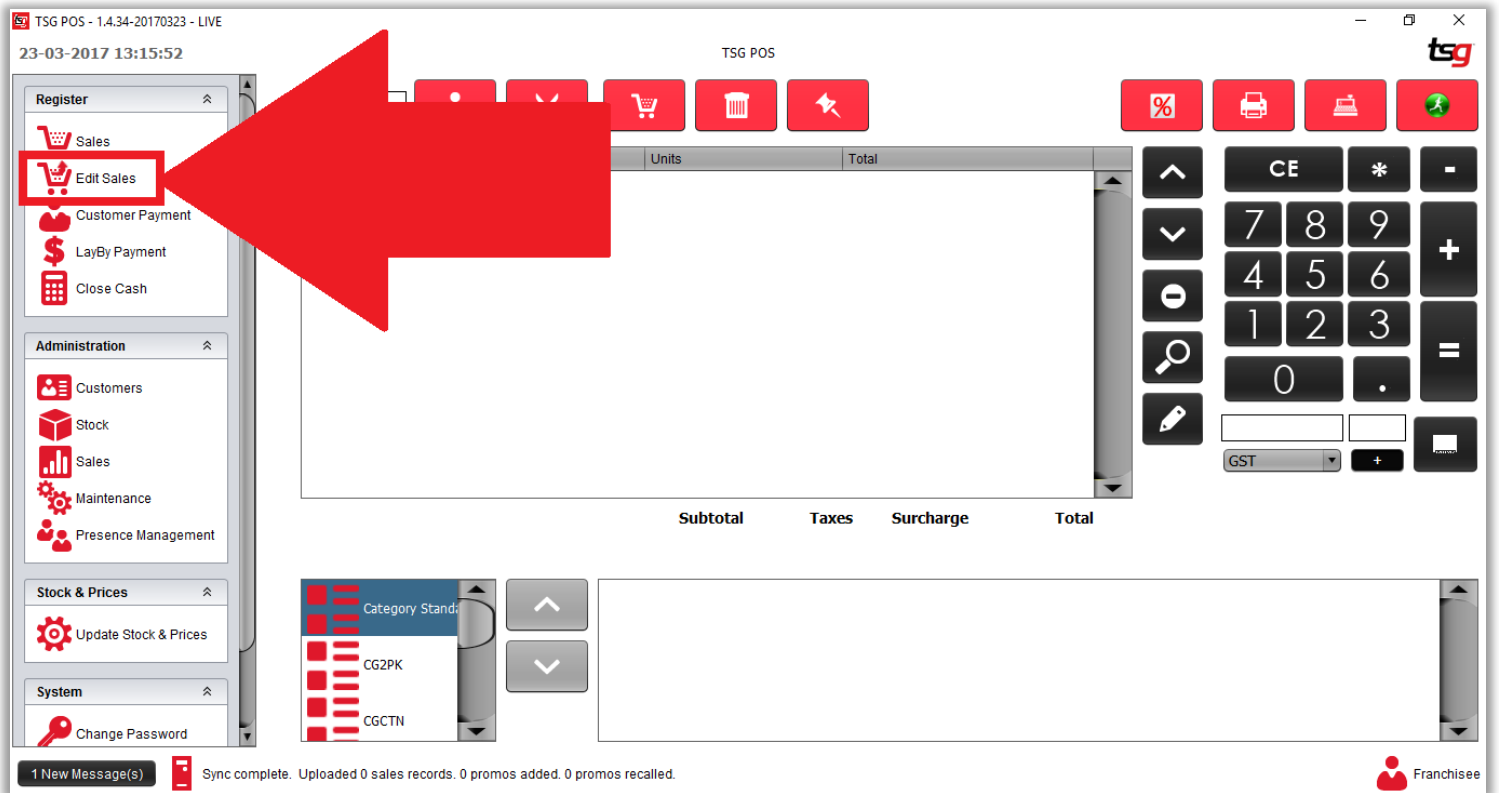 TSG POS - 1.4.34-20170323 - LIVE
23-03-2017 13:15:52
TSG POS
tsg
Register
Sales
Edit Sales
Customer Payment
LayBy Payment
Close Cash
Administration
Customers
Stock
Sales
Maintenance
Presence Management
Stock & Prices
Update Stock & Prices
System
Change Password
Units Total
%
CE * -
7 8 9 +
4 5 6
1 2 3 =
0 .
GST +
Subtotal Taxes Surcharge Total
Category Standa
CG2PK
CGCTN
1 New Message(s)
Sync complete. Uploaded 0 sales records. 0 promos added. 0 promos recalled.
Franchisee